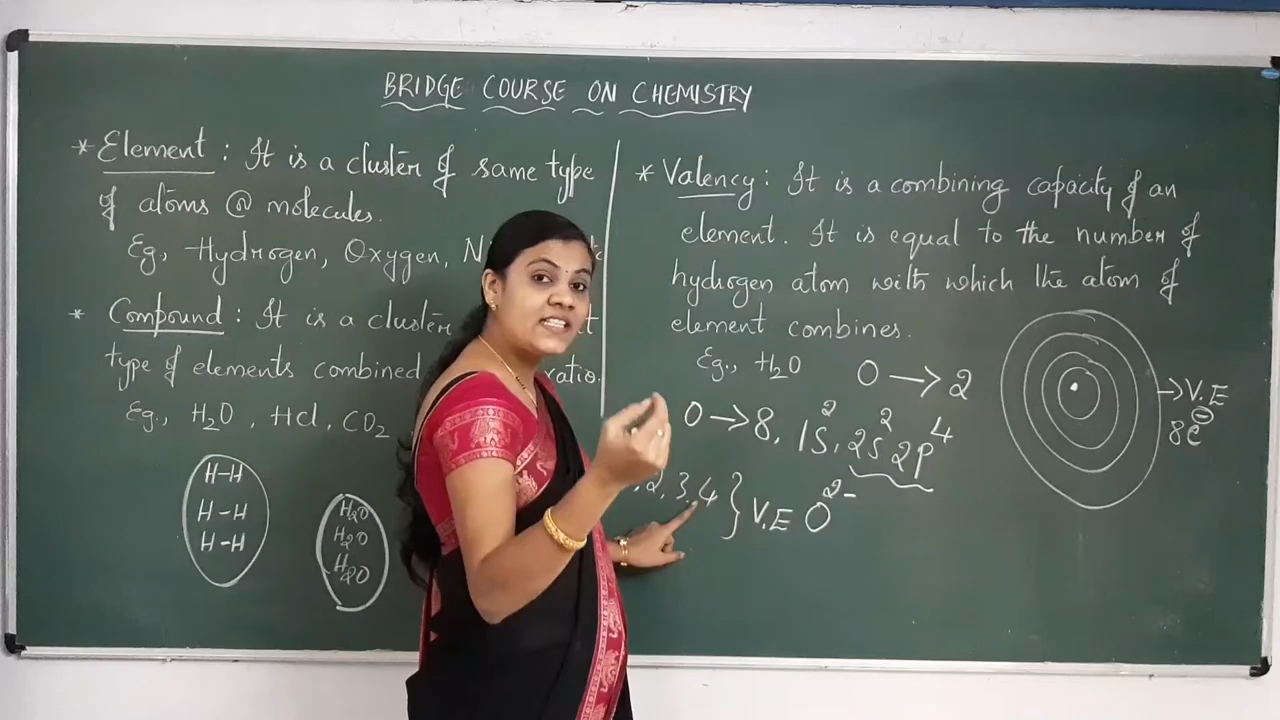 BRIDGE COURSE ON CHEMISTRY
* Element : It is a cluster of same type
of atoms @ molecules.
Eg, Hydrogen, Oxygen, N
* Compound : It is a cluster
type of elements combined ratio.
Eg., H2O, HCl, CO2
H-H
H-H
H-H
H2O
H2O
H2O
* Valency : It is a combining capacity of an
element. It is equal to the number of
hydrogen atom with which the atom of
element combines.
Eg., H2O O → 2
O → 8, 1s², 2s² 2p⁴
, 2, 3, 4 } V.E O²⁻
→ V.E
8e⊖